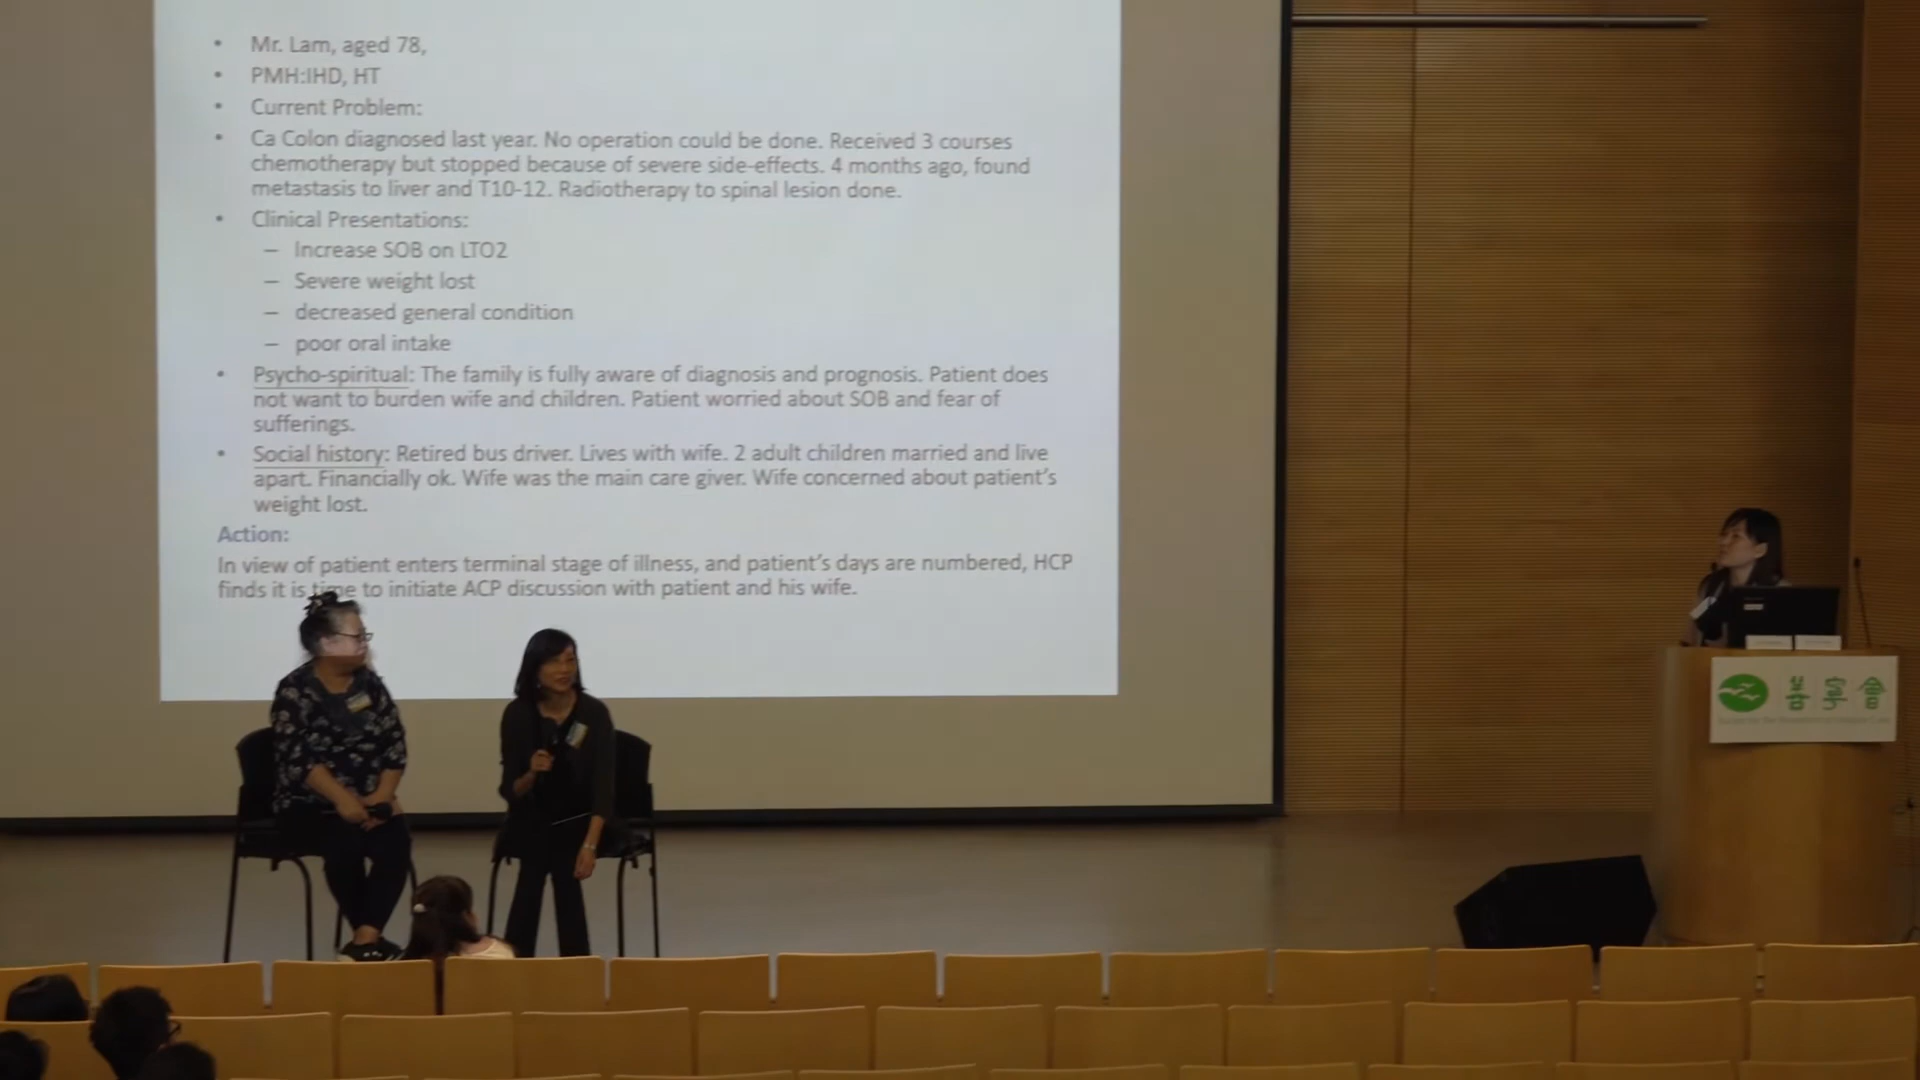 • Mr. Lam, aged 78,
• PMH:IHD, HT
• Current Problem:
• Ca Colon diagnosed last year. No operation could be done. Received 3 courses
chemotherapy but stopped because of severe side-effects. 4 months ago, found
metastasis to liver and T10-12. Radiotherapy to spinal lesion done.
• Clinical Presentations:
– Increase SOB on LTO2
– Severe weight lost
– decreased general condition
– poor oral intake
• Psycho-spiritual: The family is fully aware of diagnosis and prognosis. Patient does
not want to burden wife and children. Patient worried about SOB and fear of
sufferings.
• Social history: Retired bus driver. Lives with wife. 2 adult children married and live
apart. Financially ok. Wife was the main care giver. Wife concerned about patient's
weight lost.
Action:
In view of patient enters terminal stage of illness, and patient's days are numbered, HCP
finds it is time to initiate ACP discussion with patient and his wife.